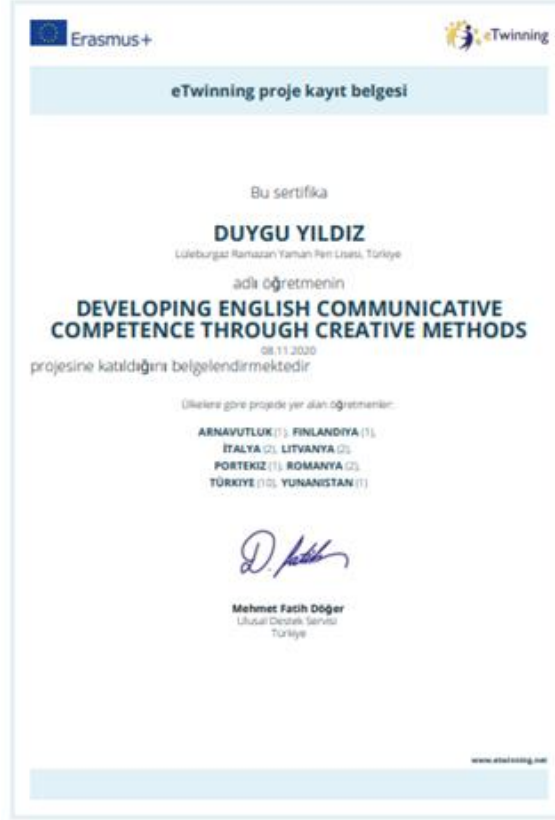 Erasmus+
eTwinning
eTwinning proje kayıt belgesi
Bu sertifika
DUYGU YILDIZ
Lüleburgaz Ramazan Yaman Fen Lisesi, Türkiye
adlı öğretmenin
DEVELOPING ENGLISH COMMUNICATIVE
COMPETENCE THROUGH CREATIVE METHODS
08.11.2020
projesine katıldığını belgelendirmektedir
Ülkelere göre projede yer alan öğretmenler:
ARNAVUTLUK (1), FINLANDIYA (1),
İTALYA (2), LITVANYA (2),
PORTEKIZ (1), ROMANYA (2),
TÜRKIYE (10), YUNANISTAN (1)
D. Fatih
Mehmet Fatih Döğer
Ulusal Destek Servisi
Türkiye
www.etwinning.net